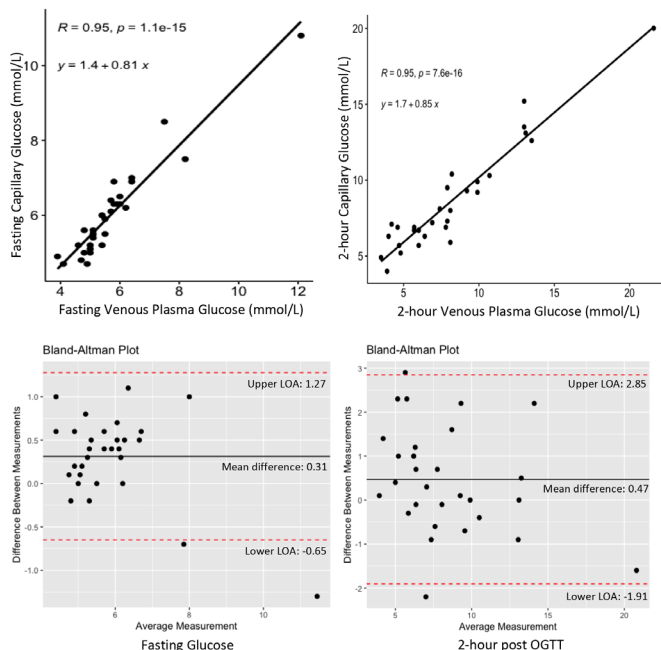 R = 0.95, p = 1.1e-15
y = 1.4 + 0.81 x
Fasting Capillary Glucose (mmol/L)
10
8
6
4 6 8 10 12
Fasting Venous Plasma Glucose (mmol/L)
R = 0.95, p = 7.6e-16
y = 1.7 + 0.85 x
2-hour Capillary Glucose (mmol/L)
20
15
10
5
5 10 15 20
2-hour Venous Plasma Glucose (mmol/L)
Bland-Altman Plot
Difference Between Measurements
1.0
0.5
0.0
-0.5
-1.0
Upper LOA: 1.27
Mean difference: 0.31
Lower LOA: -0.65
6 8 10
Average Measurement
Fasting Glucose
Bland-Altman Plot
Difference Between Measurements
3
2
1
0
-1
-2
Upper LOA: 2.85
Mean difference: 0.47
Lower LOA: -1.91
5 10 15 20
Average Measurement
2-hour post OGTT